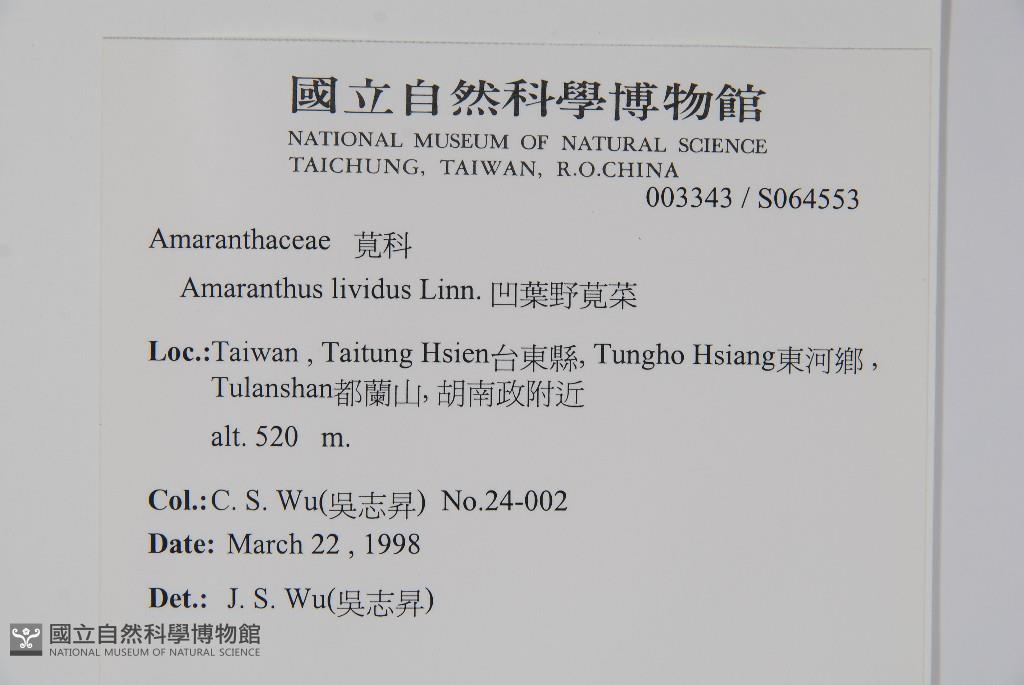 國立自然科學博物館
NATIONAL MUSEUM OF NATURAL SCIENCE
TAICHUNG, TAIWAN, R.O.CHINA
003343 / S064553
Amaranthaceae 莧科
Amaranthus lividus Linn. 凹葉野莧菜
Loc.:Taiwan , Taitung Hsien台東縣, Tungho Hsiang東河鄉 ,
Tulanshan都蘭山, 胡南政附近
alt. 520 m.
Col.: C. S. Wu(吳志昇) No.24-002
Date: March 22 , 1998
Det.: J. S. Wu(吳志昇)
國立自然科學博物館
NATIONAL MUSEUM OF NATURAL SCIENCE